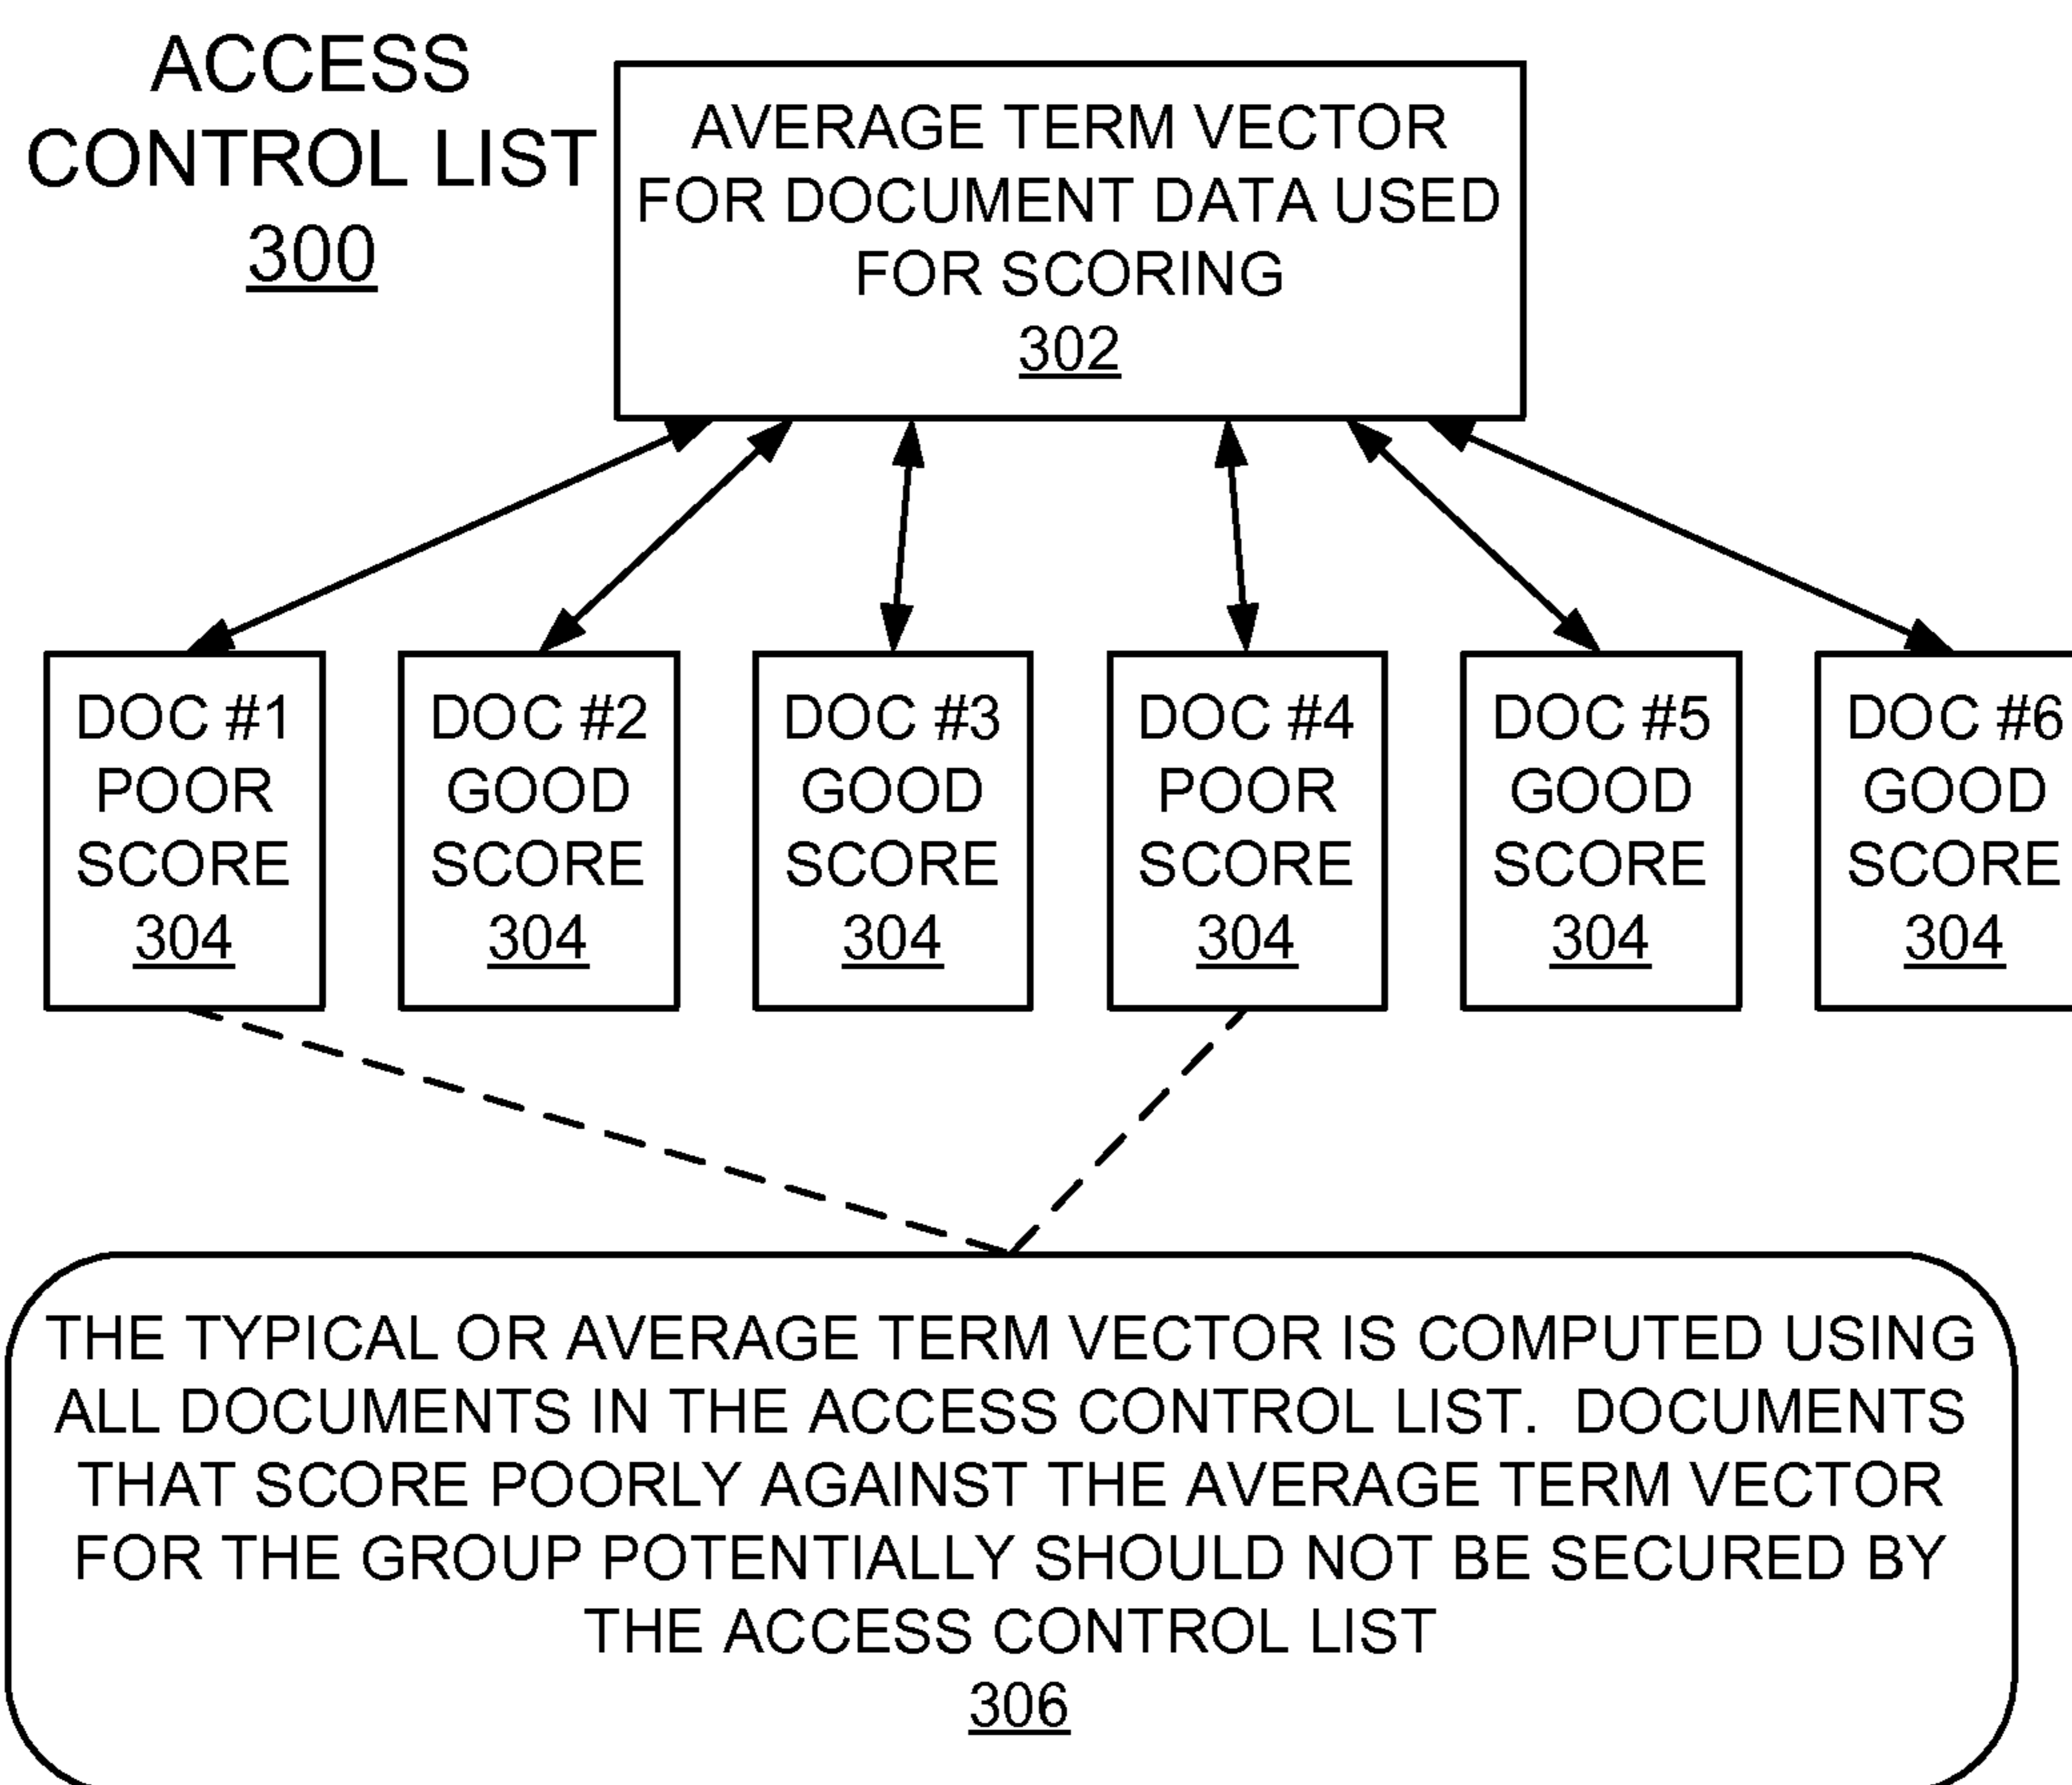 ACCESS
CONTROL LIST
300
AVERAGE TERM VECTOR
FOR DOCUMENT DATA USED
FOR SCORING
302
DOC #1
POOR
SCORE
304
DOC #2
GOOD
SCORE
304
DOC #3
GOOD
SCORE
304
DOC #4
POOR
SCORE
304
DOC #5
GOOD
SCORE
304
DOC #6
GOOD
SCORE
304
THE TYPICAL OR AVERAGE TERM VECTOR IS COMPUTED USING
ALL DOCUMENTS IN THE ACCESS CONTROL LIST.  DOCUMENTS
THAT SCORE POORLY AGAINST THE AVERAGE TERM VECTOR
FOR THE GROUP POTENTIALLY SHOULD NOT BE SECURED BY
THE ACCESS CONTROL LIST
306